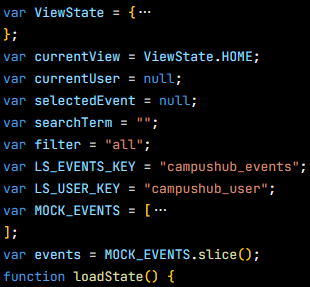 var ViewState = {···
};
var currentView = ViewState.HOME;
var currentUser = null;
var selectedEvent = null;
var searchTerm = "";
var filter = "all";
var LS_EVENTS_KEY = "campushub_events";
var LS_USER_KEY = "campushub_user";
var MOCK_EVENTS = [···
];
var events = MOCK_EVENTS.slice();
function loadState() {